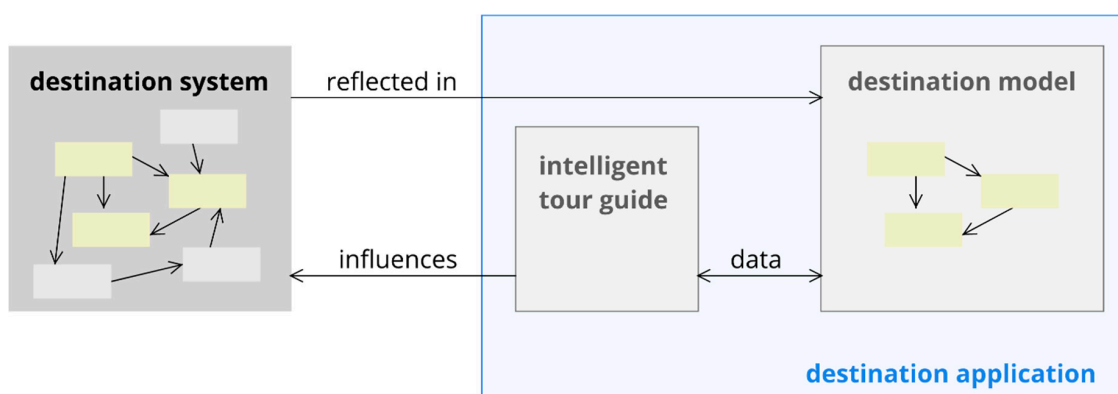 destination system
reflected in
destination model
intelligent
tour guide
influences
data
destination application